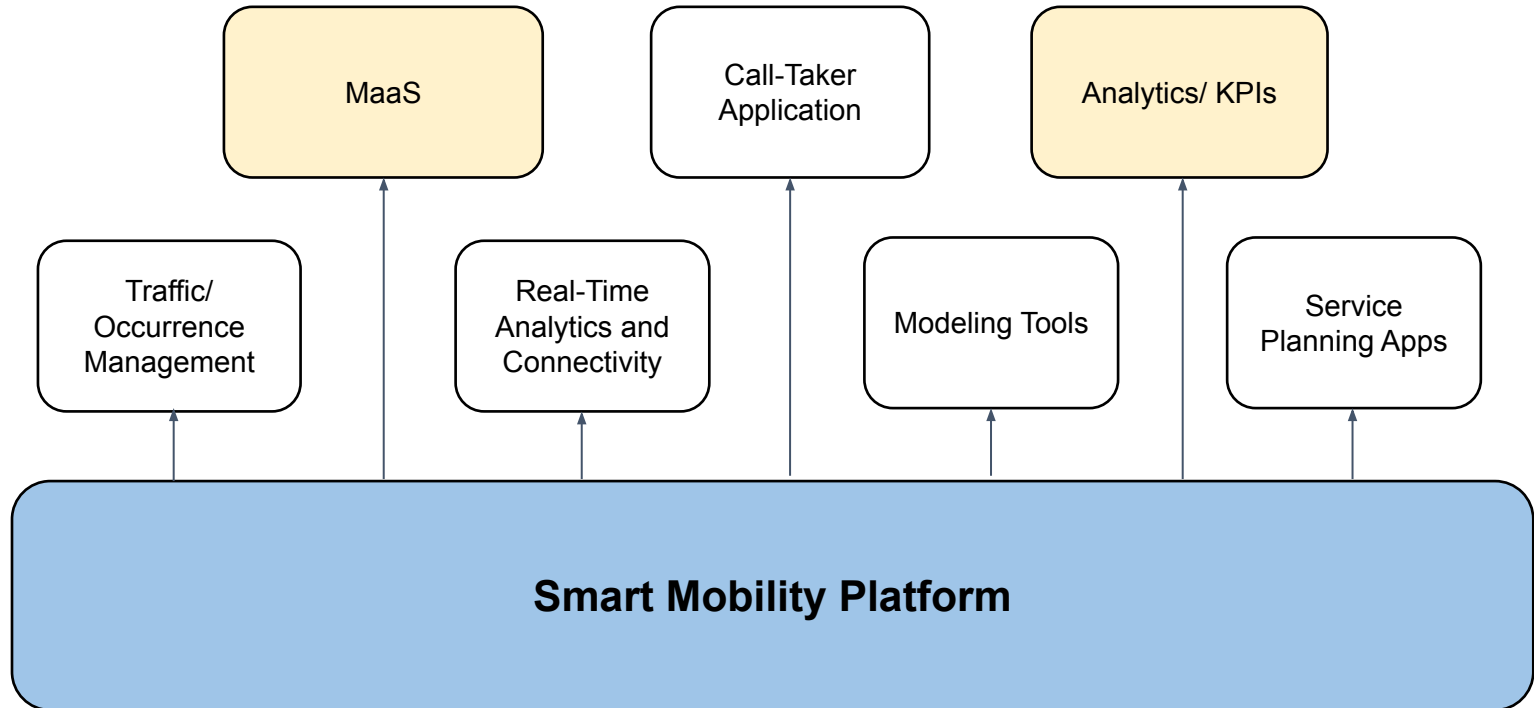 MaaS
Call-Taker
Application
Analytics/ KPIs
Traffic/
Occurrence
Management
Real-Time
Analytics and
Connectivity
Modeling Tools
Service
Planning Apps
Smart Mobility Platform